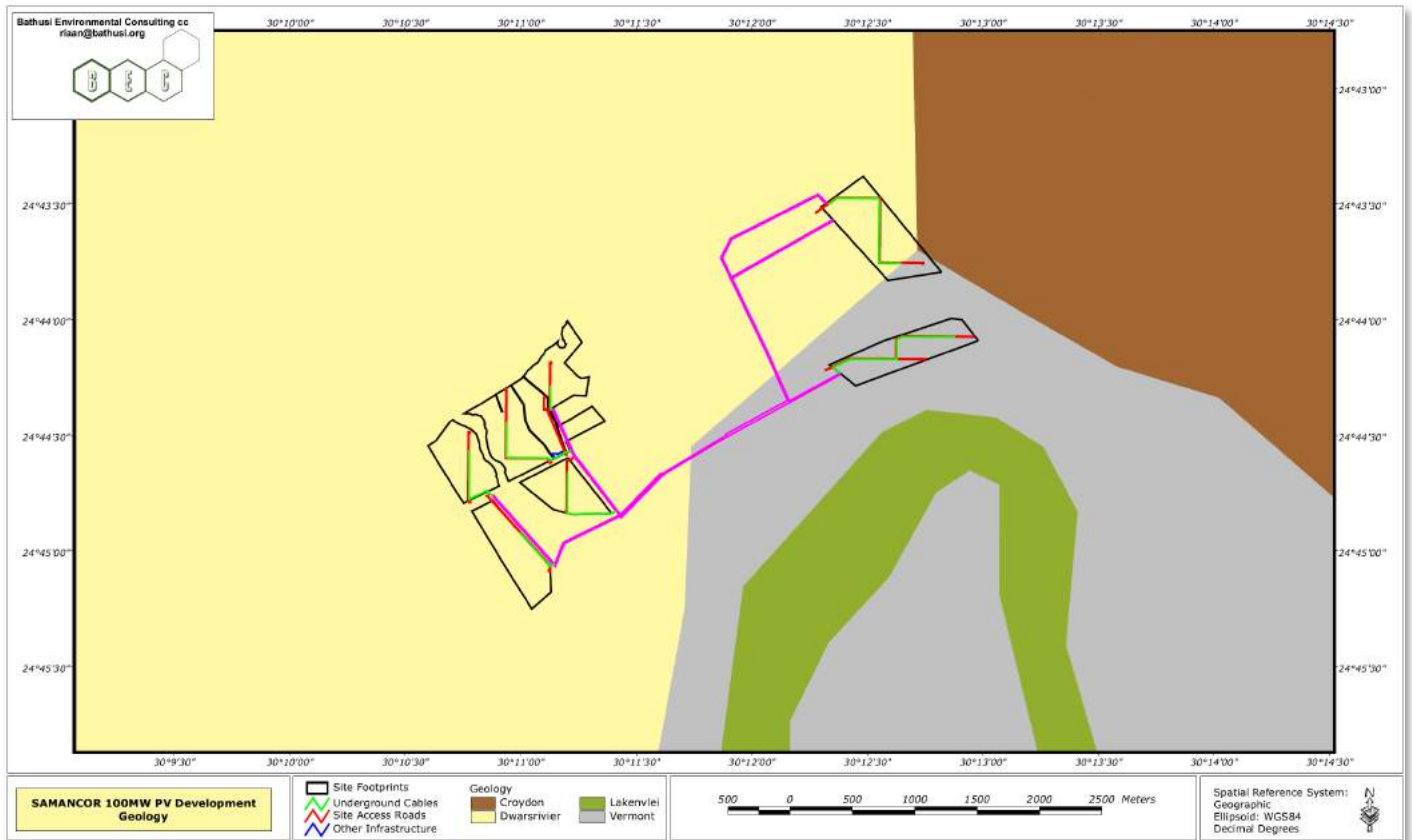 Bathusi Environmental Consulting cc
riaan@bathusi.org
B E C
30°10'00" 30°10'30" 30°11'00" 30°11'30" 30°12'00" 30°12'30" 30°13'00" 30°13'30" 30°14'00" 30°14'30"
24°43'00"
24°43'30" 24°43'30"
24°44'00" 24°44'00"
24°44'30" 24°44'30"
24°45'00" 24°45'00"
24°45'30" 24°45'30"
30°9'30" 30°10'00" 30°10'30" 30°11'00" 30°11'30" 30°12'00" 30°12'30" 30°13'00" 30°13'30" 30°14'00" 30°14'30"
SAMANCOR 100MW PV Development
Geology
Site Footprints
Underground Cables
Site Access Roads
Other Infrastructure
Geology
Croydon
Dwarsrivier
Lakenvlei
Vermont
500 0 500 1000 1500 2000 2500 Meters
Spatial Reference System:
Geographic
Ellipsoid: WGS84
Decimal Degrees
N